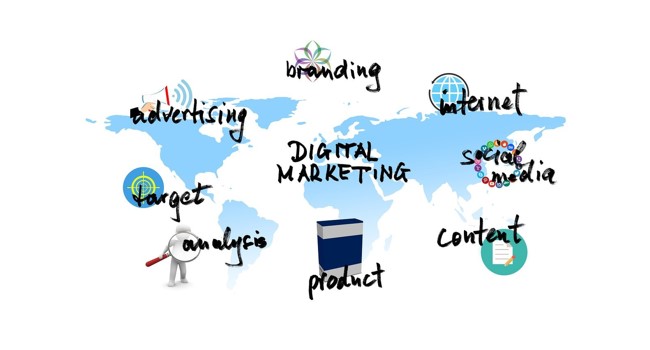 branding
advertising
internet
DIGITAL
MARKETING
social
media
target
analysis
content
product